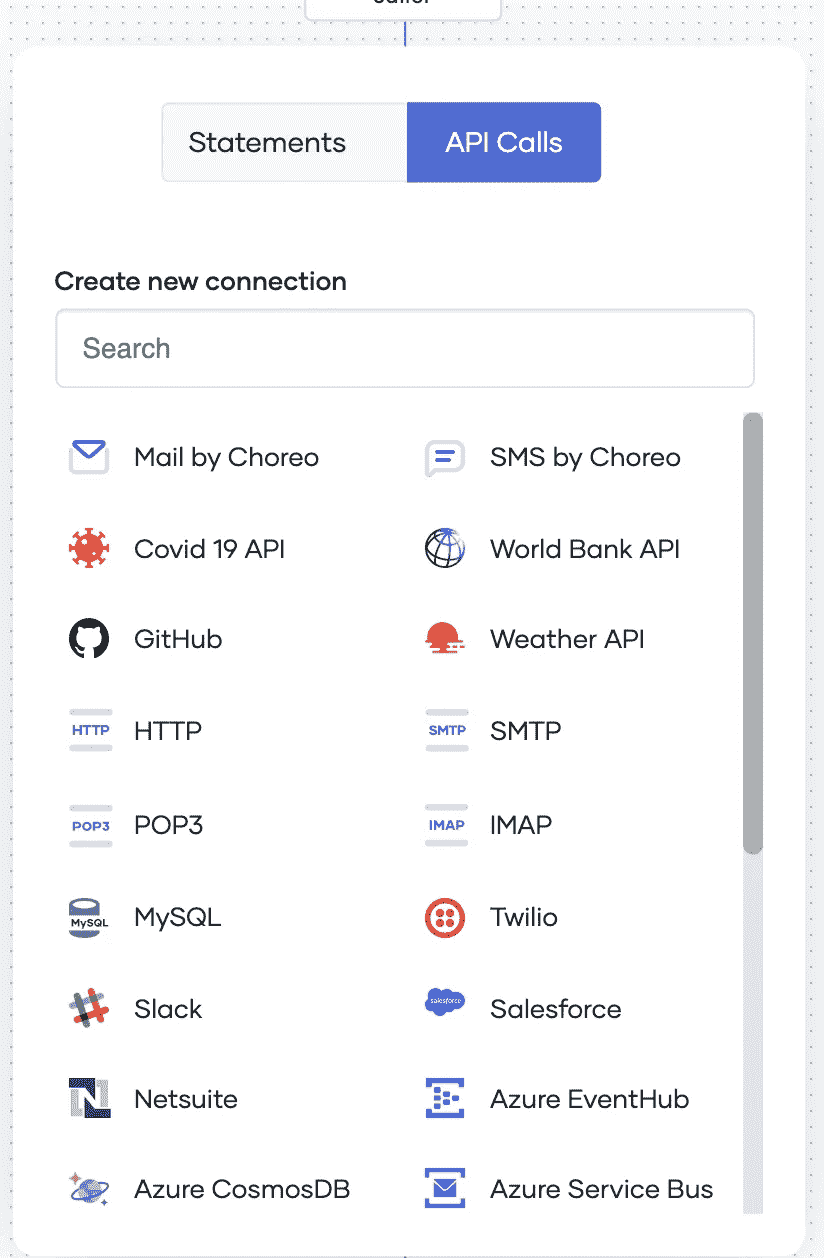 Statements API Calls
Create new connection
Search
Mail by Choreo SMS by Choreo
Covid 19 API World Bank API
GitHub Weather API
HTTP HTTP SMTP SMTP
POP3 POP3 IMAP IMAP
MySQL MySQL Twilio
Slack salesforce Salesforce
Netsuite Azure EventHub
Azure CosmosDB Azure Service Bus